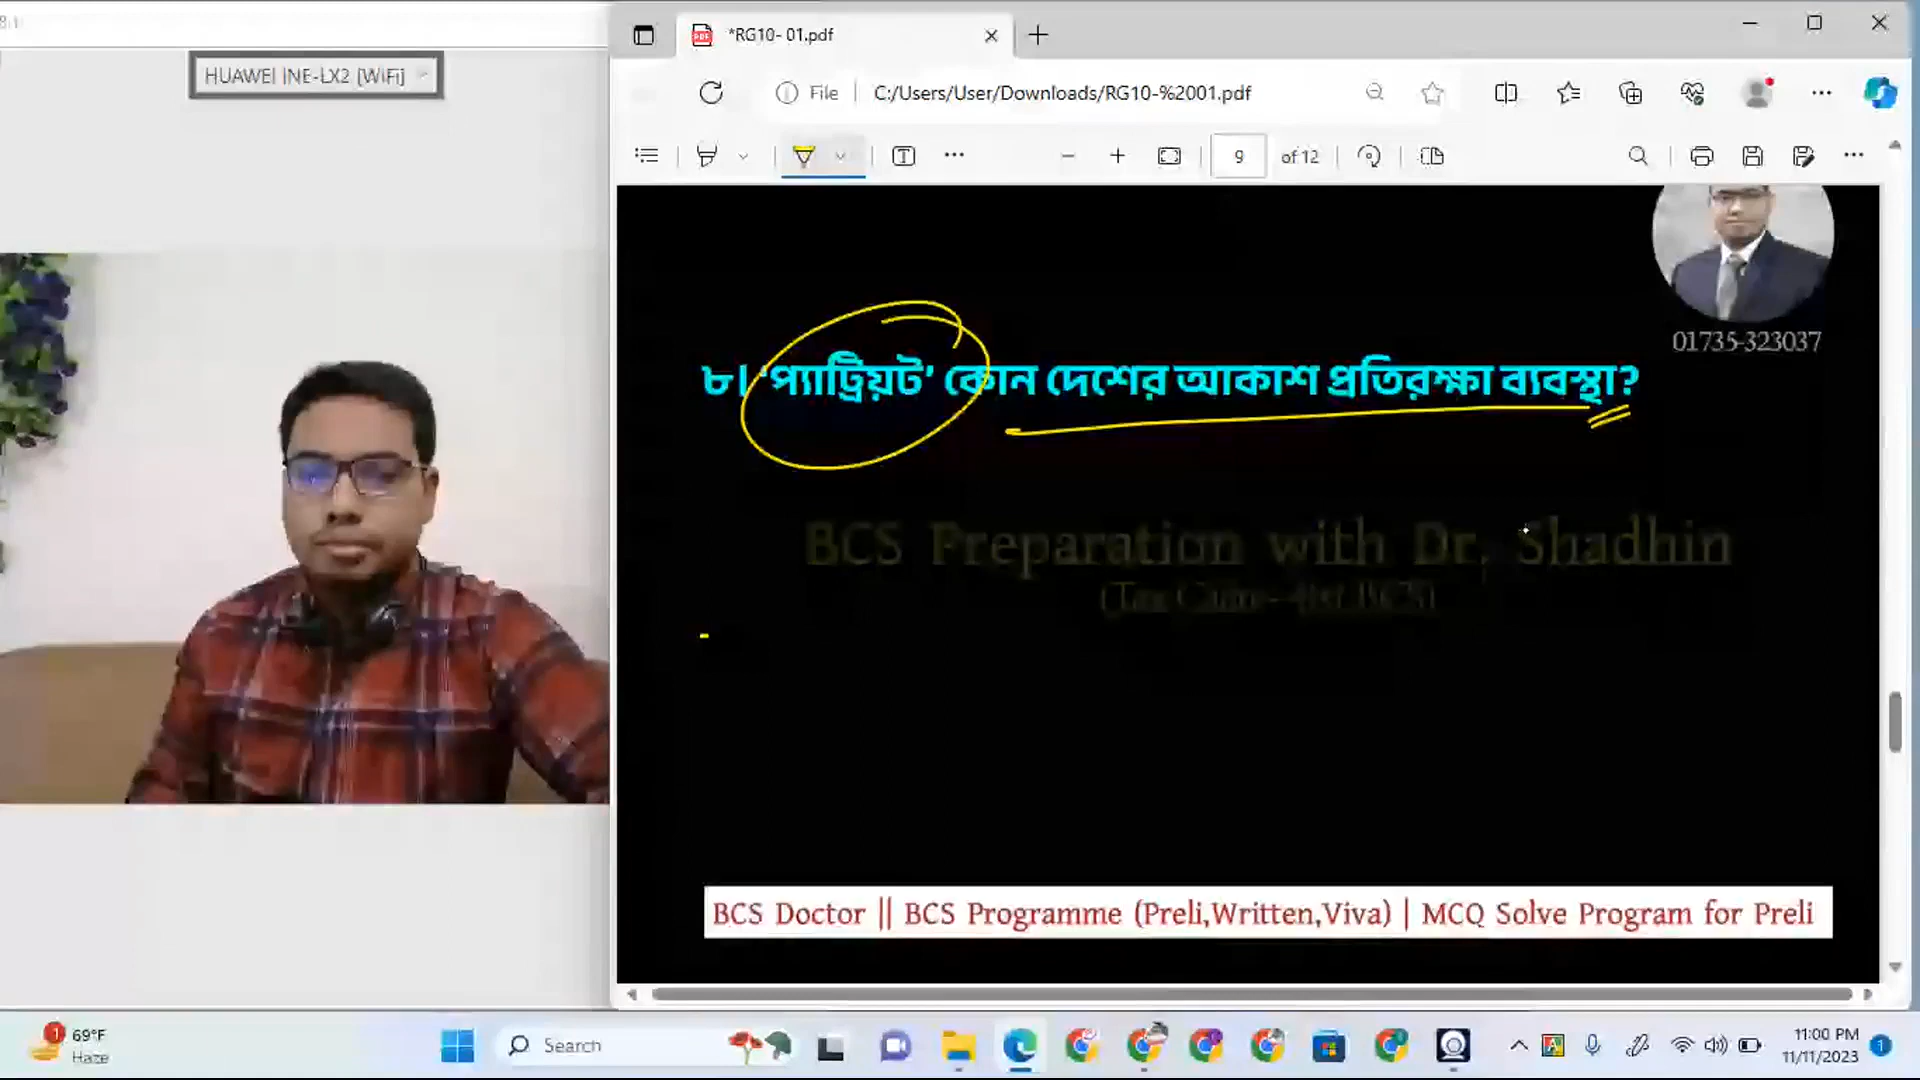 HUAWEI INE-LX2 [WiFi]
*RG10- 01.pdf
File
C:/Users/User/Downloads/RG10-%2001.pdf
9 of 12
01735-323037
৮। ‘প্যাট্রিয়ট’ কোন দেশের আকাশ প্রতিরক্ষা ব্যবস্থা?
BCS Preparation with Dr. Shadhin
BCS Doctor || BCS Programme (Preli,Written,Viva) | MCQ Solve Program for Preli
1
69°F
Haze
Search
11:00 PM
11/11/2023
1